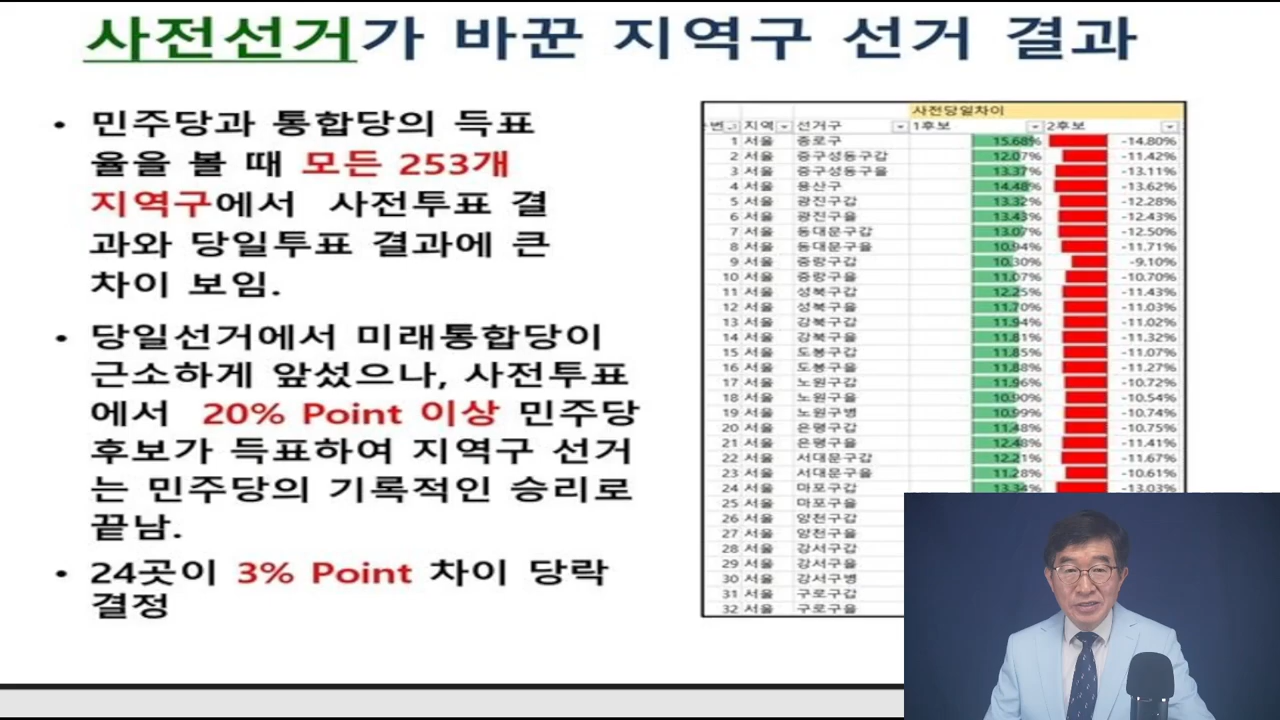 사전선거가 바꾼 지역구 선거 결과
• 민주당과 통합당의 득표
율을 볼 때 모든 253개
지역구에서 사전투표 결
과와 당일투표 결과에 큰
차이 보임.
• 당일선거에서 미래통합당이
근소하게 앞섰으나, 사전투표
에서 20% Point 이상 민주당
후보가 득표하여 지역구 선거
는 민주당의 기록적인 승리로
끝남.
• 24곳이 3% Point 차이 당락
결정
사전당일차이
번 지역 선거구 1후보 2후보
1 서울 종로구 15.68% -14.80%
2 서울 중구성동구갑 12.07% -11.42%
3 서울 중구성동구을 13.37% -13.11%
4 서울 용산구 14.48% -13.62%
5 서울 광진구갑 13.32% -12.28%
6 서울 광진구을 13.43% -12.43%
7 서울 동대문구갑 13.07% -12.50%
8 서울 동대문구을 10.94% -11.71%
9 서울 중랑구갑 10.30% -9.10%
10 서울 중랑구을 11.07% -10.70%
11 서울 성북구갑 12.25% -11.43%
12 서울 성북구을 11.70% -11.03%
13 서울 강북구갑 11.94% -11.02%
14 서울 강북구을 11.81% -11.32%
15 서울 도봉구갑 11.85% -11.07%
16 서울 도봉구을 11.88% -11.27%
17 서울 노원구갑 11.96% -10.72%
18 서울 노원구을 10.90% -10.54%
19 서울 노원구병 10.99% -10.74%
20 서울 은평구갑 11.48% -10.75%
21 서울 은평구을 12.48% -11.41%
22 서울 서대문구갑 12.21% -11.67%
23 서울 서대문구을 11.28% -10.61%
24 서울 마포구갑 13.34% -13.03%
25 서울 마포구을
26 서울 양천구갑
27 서울 양천구을
28 서울 강서구갑
29 서울 강서구을
30 서울 강서구병
31 서울 구로구갑
32 서울 구로구을